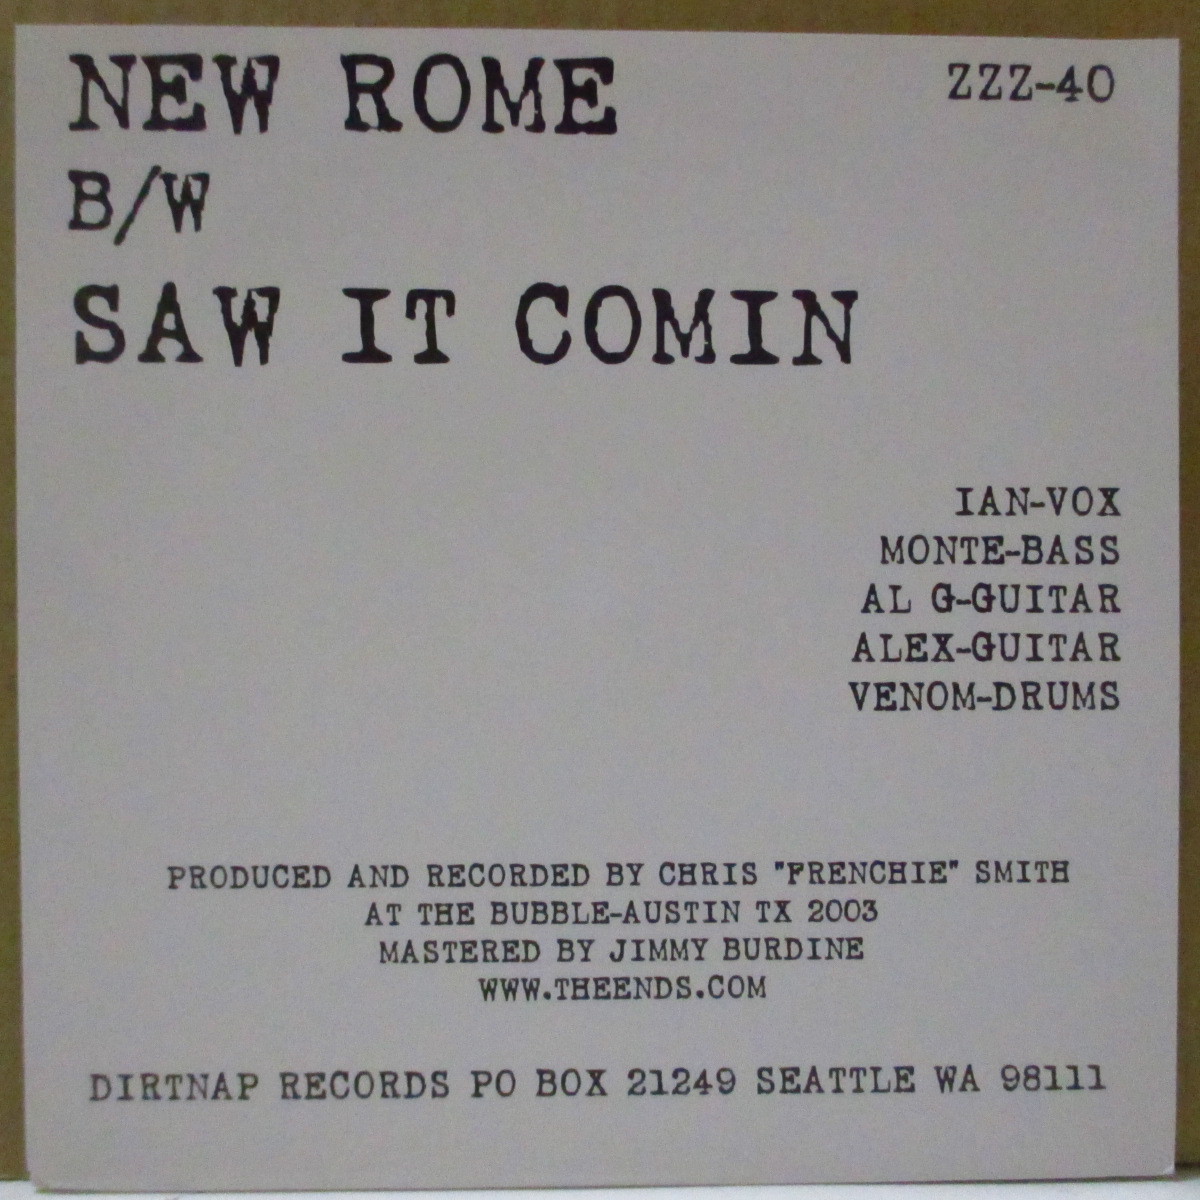 NEW ROME
ZZZ-40
B/W
SAW IT COMIN
IAN-VOX
MONTE-BASS
AL G-GUITAR
ALEX-GUITAR
VENOM-DRUMS
PRODUCED AND RECORDED BY CHRIS "FRENCHIE" SMITH
AT THE BUBBLE-AUSTIN TX 2003
MASTERED BY JIMMY BURDINE
WWW.THEENDS.COM
DIRTNAP RECORDS PO BOX 21249 SEATTLE WA 98111